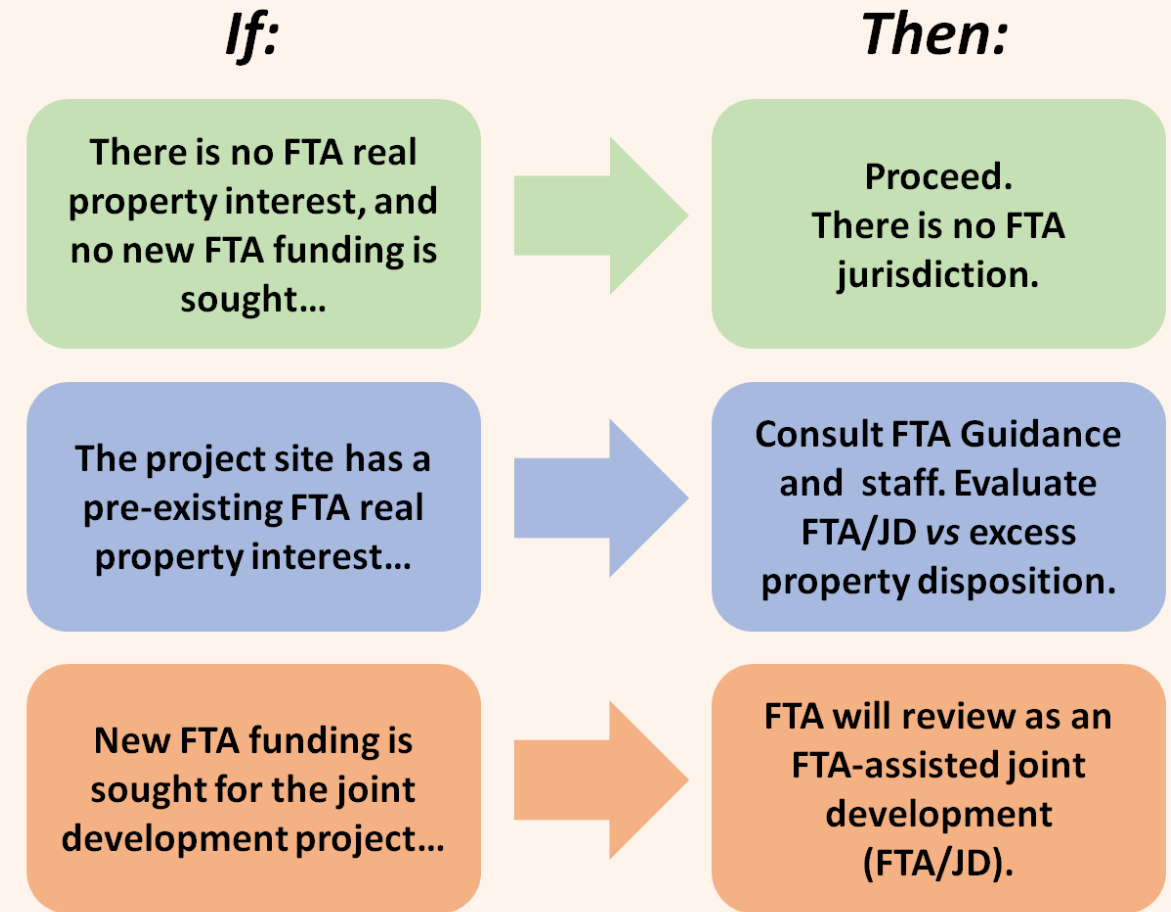 If:
Then:
There is no FTA real
property interest, and
no new FTA funding is
sought…
Proceed.
There is no FTA
jurisdiction.
The project site has a
pre-existing FTA real
property interest…
Consult FTA Guidance
and staff. Evaluate
FTA/JD vs excess
property disposition.
New FTA funding is
sought for the joint
development project…
FTA will review as an
FTA-assisted joint
development
(FTA/JD).